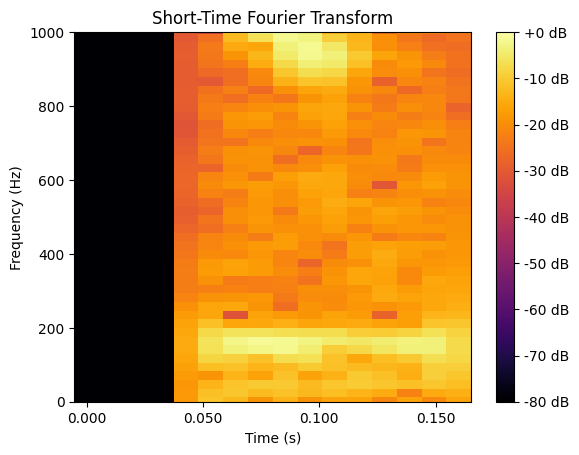 Short-Time Fourier Transform
Frequency (Hz)
1000
800
600
400
200
0
0.000
0.050
0.100
0.150
Time (s)
+0 dB
-10 dB
-20 dB
-30 dB
-40 dB
-50 dB
-60 dB
-70 dB
-80 dB